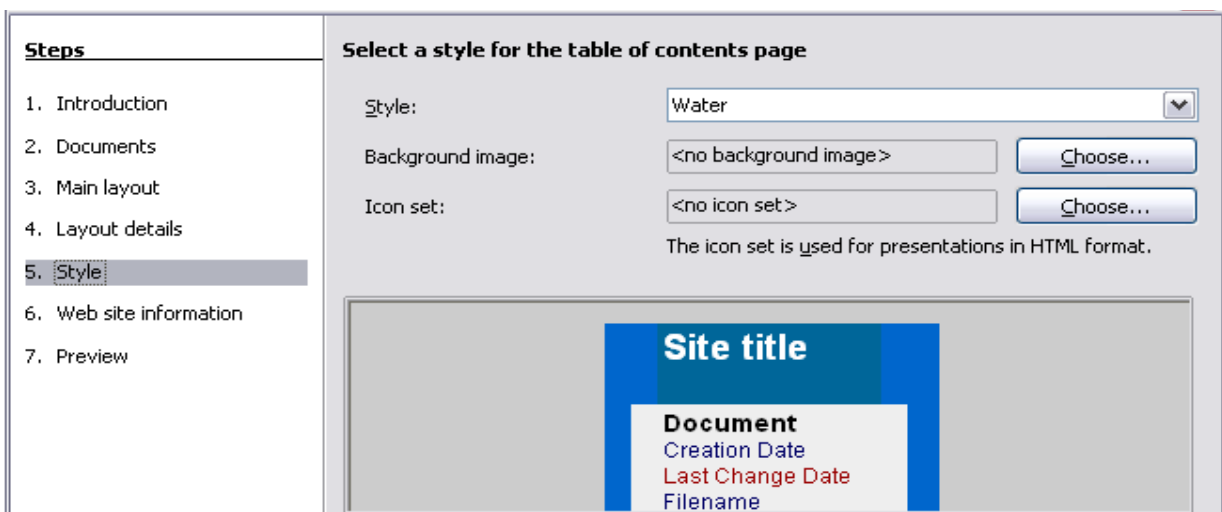 Steps
1. Introduction
2. Documents
3. Main layout
4. Layout details
5. Style
6. Web site information
7. Preview
Select a style for the table of contents page
Style: Water
Background image: <no background image> Choose...
Icon set: <no icon set> Choose...
The icon set is used for presentations in HTML format.
Site title
Document
Creation Date
Last Change Date
Filename